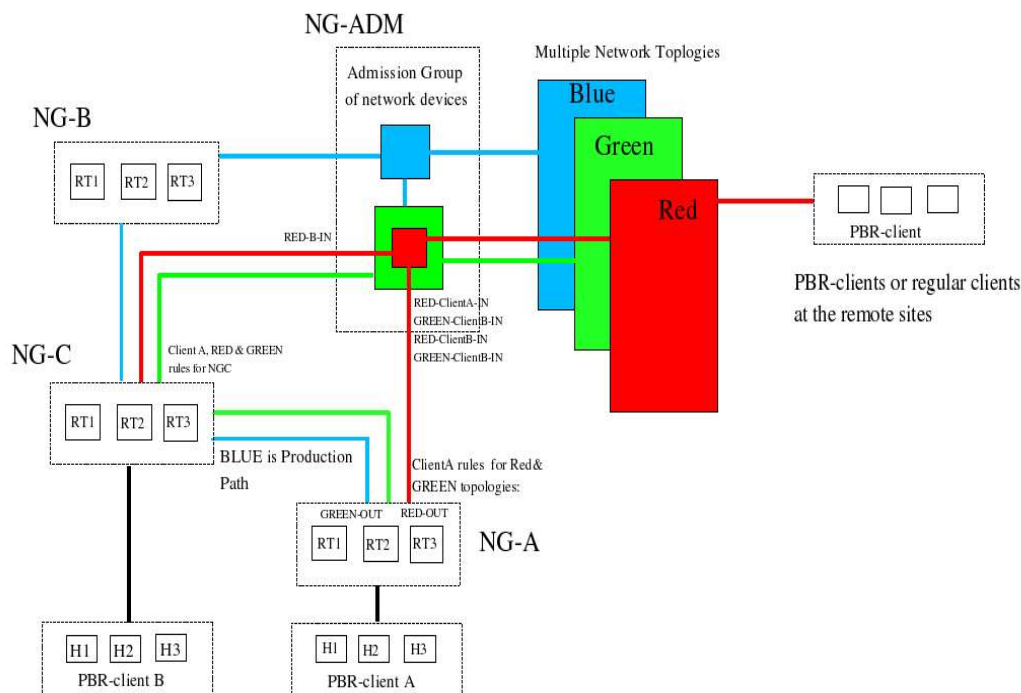 NG-ADM
Multiple Network Toplogies
Admission Group
of network devices
Blue
NG-B
Green
RT1
RT2
RT3
Red
RED-B-IN
PBR-client
RED-ClientA-IN
GREEN-ClientB-IN
RED-ClientB-IN
GREEN-ClientB-IN
PBR-clients or regular clients
at the remote sites
NG-C
Client A, RED & GREEN
rules for NGC
RT1
RT2
RT3
BLUE is Production
Path
ClientA rules for Red&
GREEN topologies:
GREEN-OUT
RED-OUT
RT1
RT2
RT3
NG-A
H1
H2
H3
PBR-client B
H1
H2
H3
PBR-client A